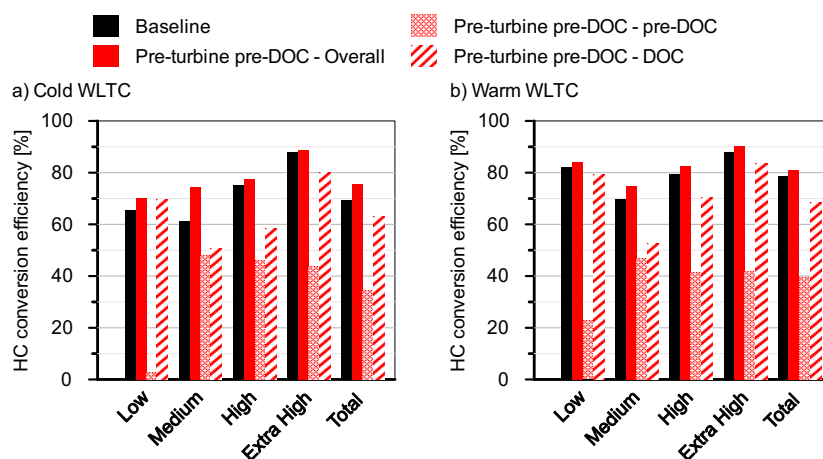 Baseline
Pre-turbine pre-DOC - pre-DOC
Pre-turbine pre-DOC - Overall
Pre-turbine pre-DOC - DOC
a) Cold WLTC
b) Warm WLTC
HC conversion efficiency [%]
100
80
60
40
20
0
Low
Medium
High
Extra High
Total
HC conversion efficiency [%]
100
80
60
40
20
0
Low
Medium
High
Extra High
Total